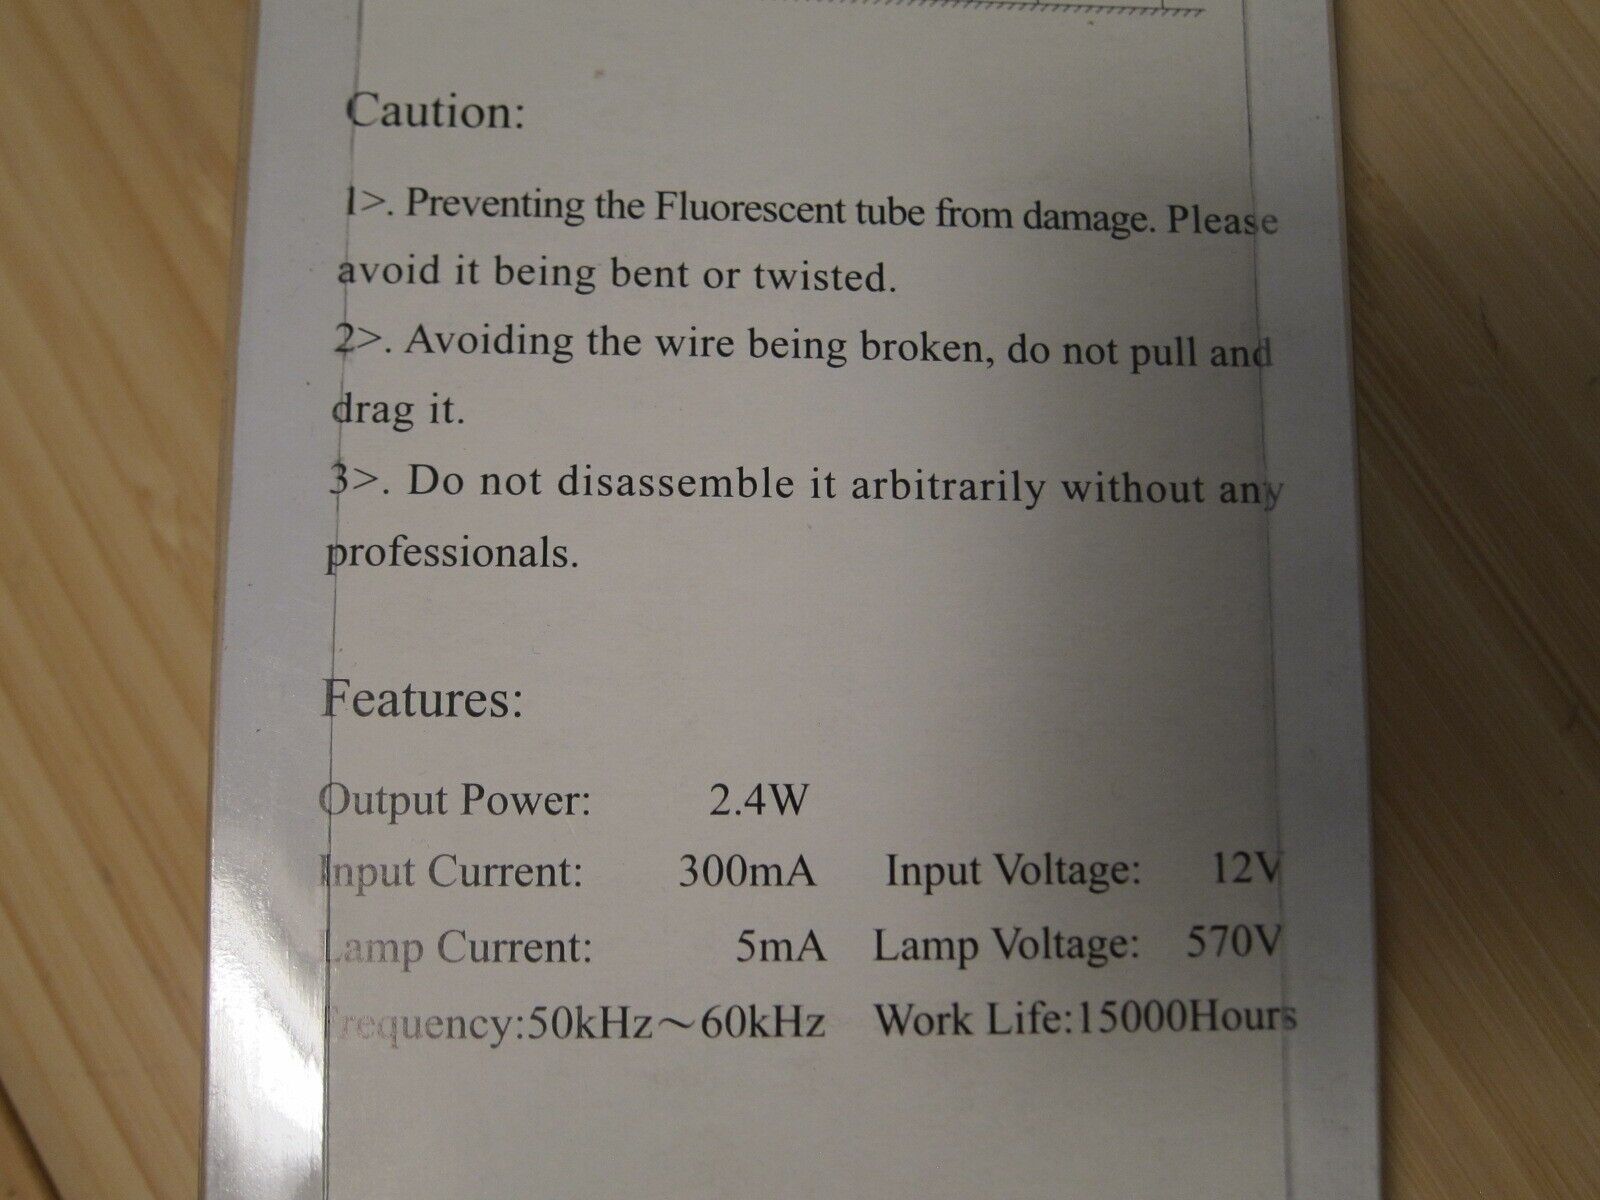 Caution:
1>. Preventing the Fluorescent tube from damage. Please
avoid it being bent or twisted.
2>. Avoiding the wire being broken, do not pull and
drag it.
3>. Do not disassemble it arbitrarily without any
professionals.
Features:
Output Power: 2.4W
Input Current: 300mA Input Voltage: 12V
Lamp Current: 5mA Lamp Voltage: 570V
Frequency:50kHz～60kHz Work Life:15000Hours